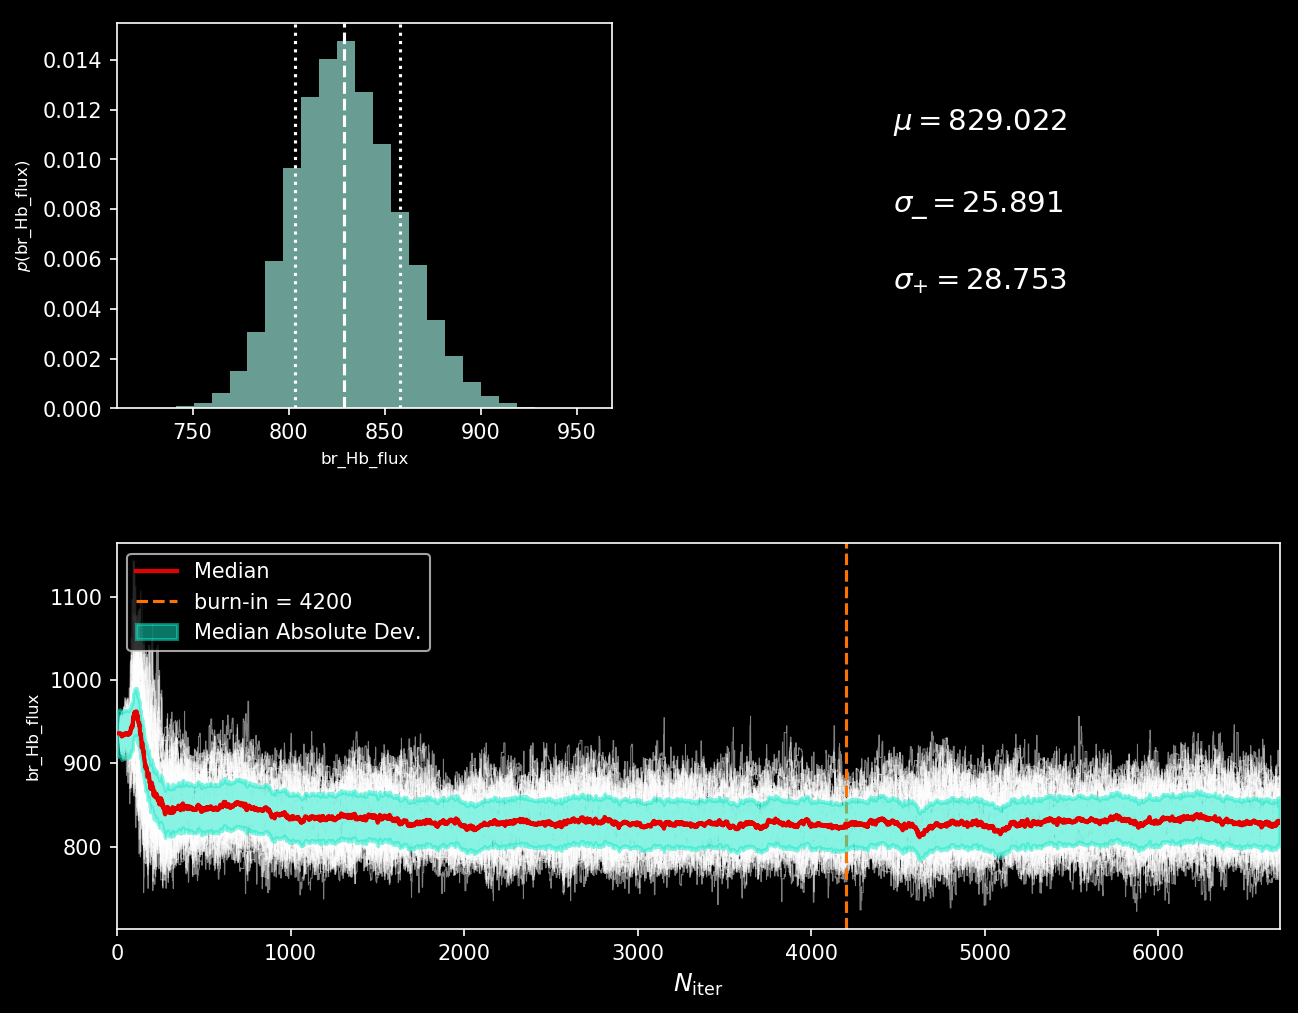 0.014
0.012
0.010
0.008
0.006
0.004
0.002
0.000
p(br_Hb_flux)
750 800 850 900 950
br_Hb_flux
μ = 829.022
σ₋ = 25.891
σ₊ = 28.753
Median
burn-in = 4200
Median Absolute Dev.
1100
1000
900
800
br_Hb_flux
0 1000 2000 3000 4000 5000 6000
N_iter